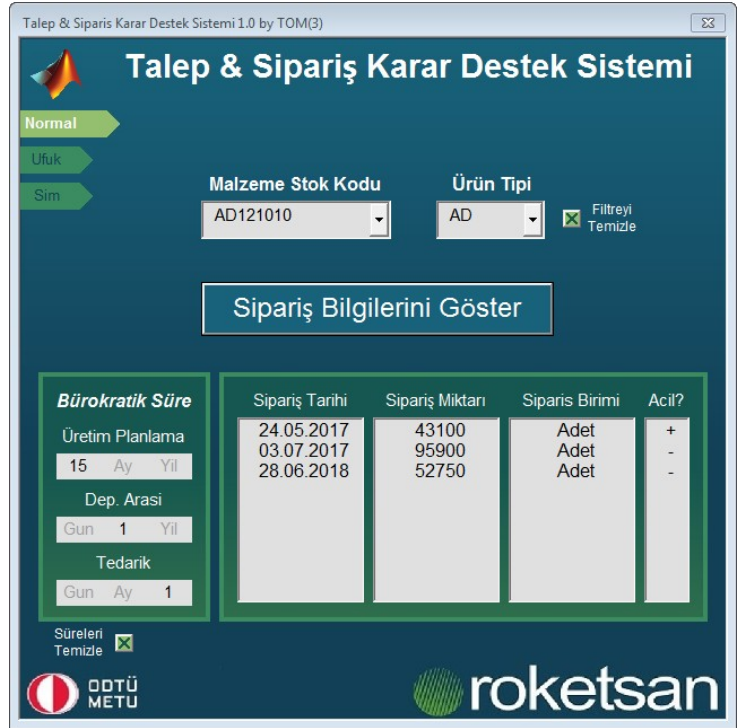 Talep & Siparis Karar Destek Sistemi 1.0 by TOM(3)
Talep & Sipariş Karar Destek Sistemi
Normal
Ufuk
Sim
Malzeme Stok Kodu Ürün Tipi
AD121010 AD Filtreyi
Temizle
Sipariş Bilgilerini Göster
Bürokratik Süre
Üretim Planlama
15 Ay Yil
Dep. Arasi
Gun 1 Yil
Tedarik
Gun Ay 1
Süreleri
Temizle
Sipariş Tarihi Sipariş Miktarı Siparis Birimi Acil?
24.05.2017 43100 Adet +
03.07.2017 95900 Adet -
28.06.2018 52750 Adet -
ODTÜ
METU
roketsan